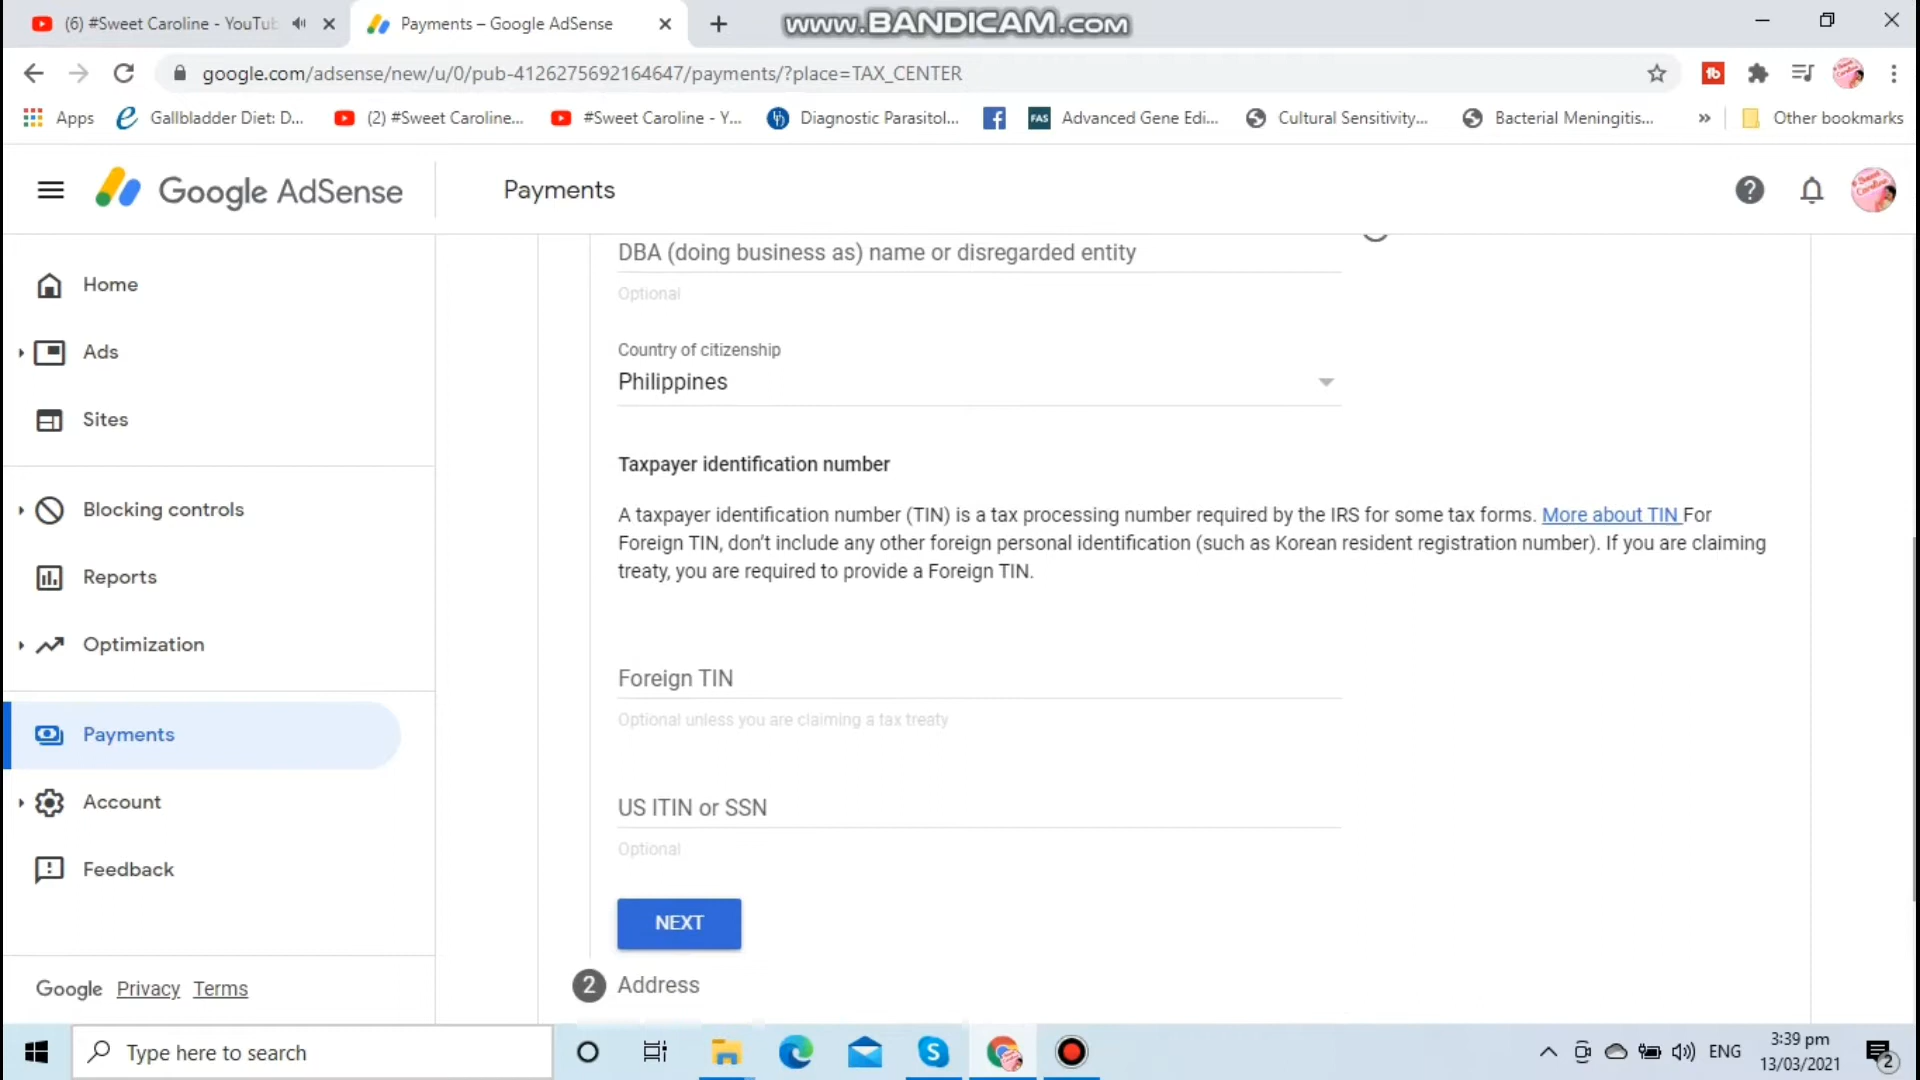 (6) #Sweet Caroline - YouTub
Payments – Google AdSense
www.BANDICAM.com
google.com/adsense/new/u/0/pub-4126275692164647/payments/?place=TAX_CENTER
Apps
Gallbladder Diet: D...
(2) #Sweet Caroline...
#Sweet Caroline - Y...
Diagnostic Parasitol...
FAS
Advanced Gene Edi...
Cultural Sensitivity...
Bacterial Meningitis...
»
Other bookmarks
Google AdSense
Payments
DBA (doing business as) name or disregarded entity
Optional
Home
Ads
Sites
Blocking controls
Reports
Optimization
Payments
Account
Feedback
Google Privacy Terms
Country of citizenship
Philippines
Taxpayer identification number
A taxpayer identification number (TIN) is a tax processing number required by the IRS for some tax forms. More about TIN For
Foreign TIN, don't include any other foreign personal identification (such as Korean resident registration number). If you are claiming
treaty, you are required to provide a Foreign TIN.
Foreign TIN
Optional unless you are claiming a tax treaty
US ITIN or SSN
Optional
NEXT
2 Address
Type here to search
ENG
3:39 pm
13/03/2021
2